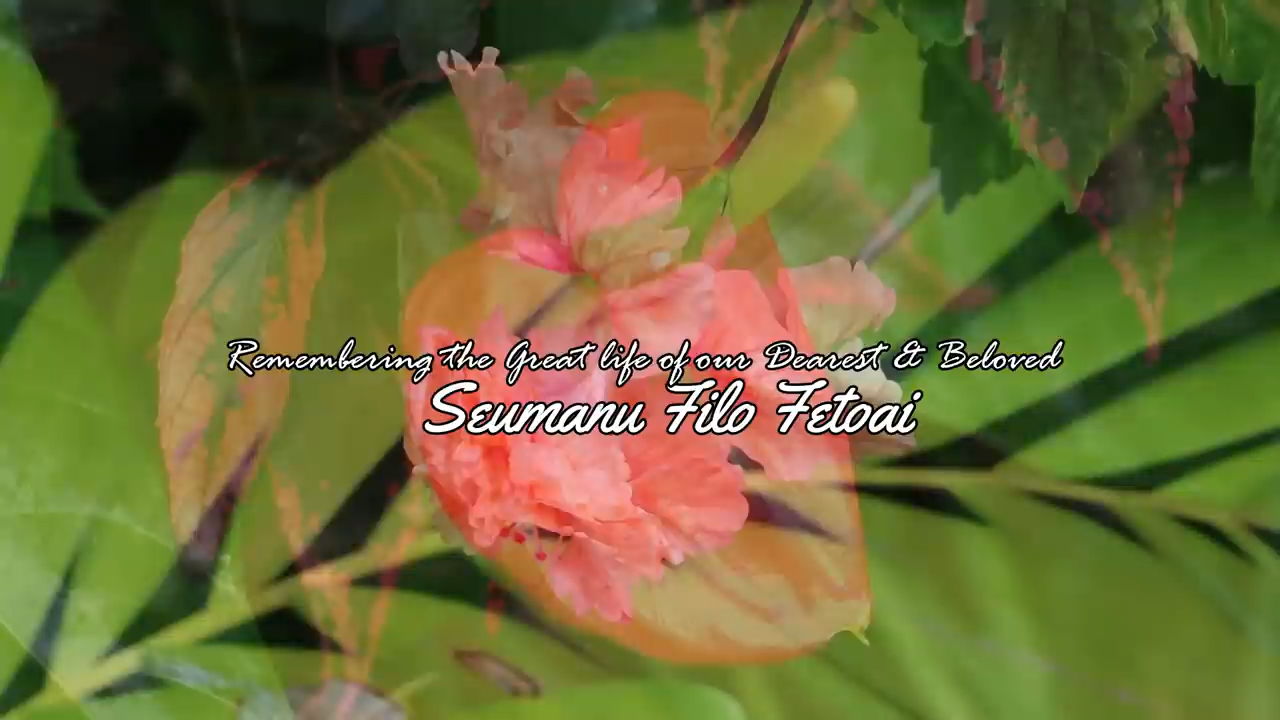 Remembering the Great life of our Dearest & Beloved
Seumanu Filo Fetoai